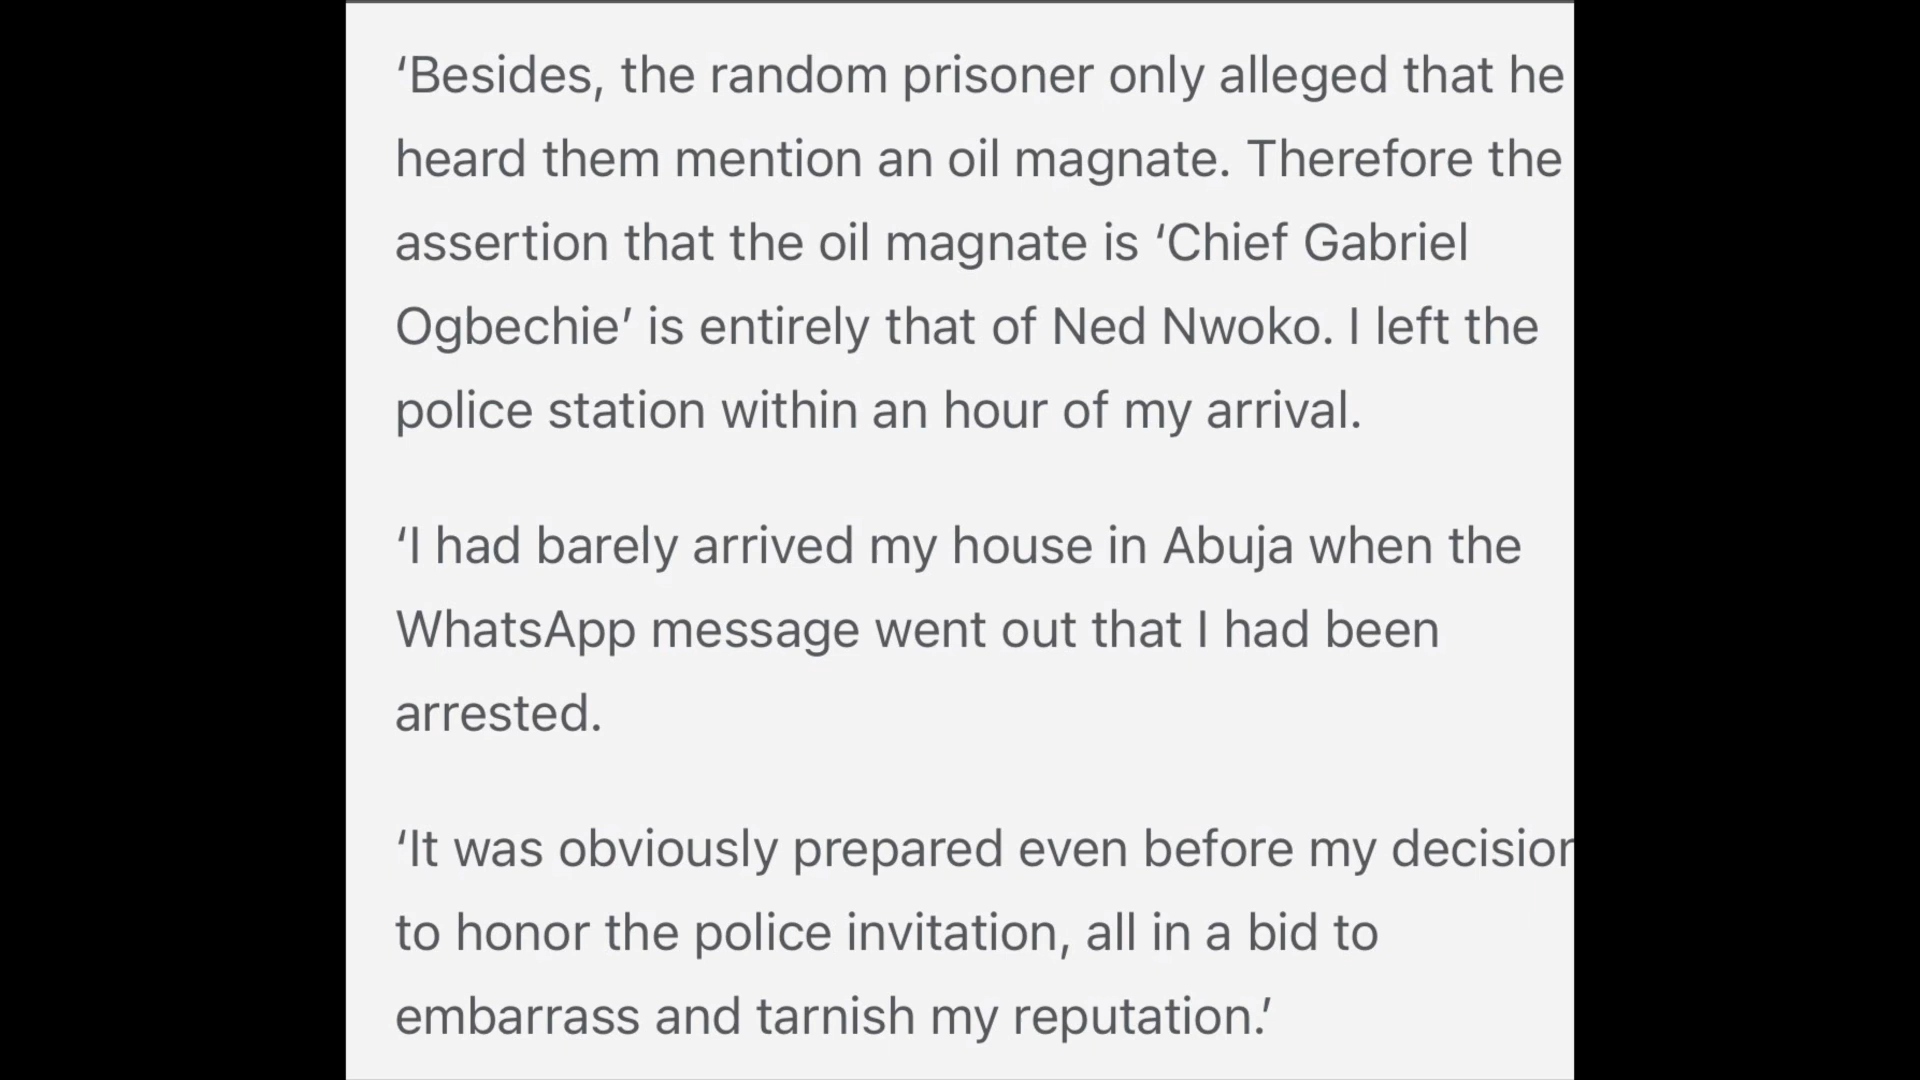 ‘Besides, the random prisoner only alleged that he
heard them mention an oil magnate. Therefore the
assertion that the oil magnate is ‘Chief Gabriel
Ogbechie’ is entirely that of Ned Nwoko. I left the
police station within an hour of my arrival.
‘I had barely arrived my house in Abuja when the
WhatsApp message went out that I had been
arrested.
‘It was obviously prepared even before my decision
to honor the police invitation, all in a bid to
embarrass and tarnish my reputation.’